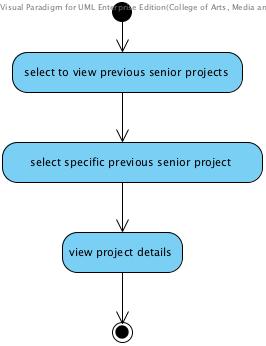 Visual Paradigm for UML Enterprise Edition(College of Arts, Media an
select to view previous senior projects
select specific previous senior project
view project details